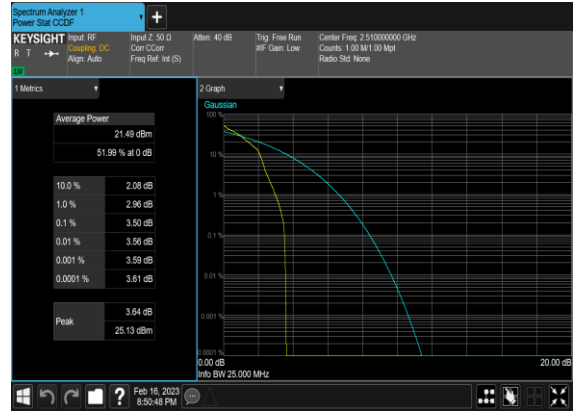 Spectrum Analyzer 1
Power Stat CCDF
KEYSIGHT
R T
LXI
Input: RF
Coupling: DC
Align: Auto
Input Z: 50 Ω
Corr CCorr
Freq Ref: Int (S)
Atten: 40 dB
Trig: Free Run
#IF Gain: Low
Center Freq: 2.510000000 GHz
Counts: 1.00 M/1.00 Mpt
Radio Std: None
1 Metrics
Average Power
21.49 dBm
51.99 % at 0 dB
10.0 % 2.08 dB
1.0 % 2.96 dB
0.1 % 3.50 dB
0.01 % 3.56 dB
0.001 % 3.59 dB
0.0001 % 3.61 dB
Peak
3.64 dB
25.13 dBm
2 Graph
Gaussian
100 %
10 %
1 %
0.1 %
0.01 %
0.001 %
0.0001 %
0.00 dB
20.00 dB
Info BW 25.000 MHz
?
Feb 16, 2023
8:50:48 PM